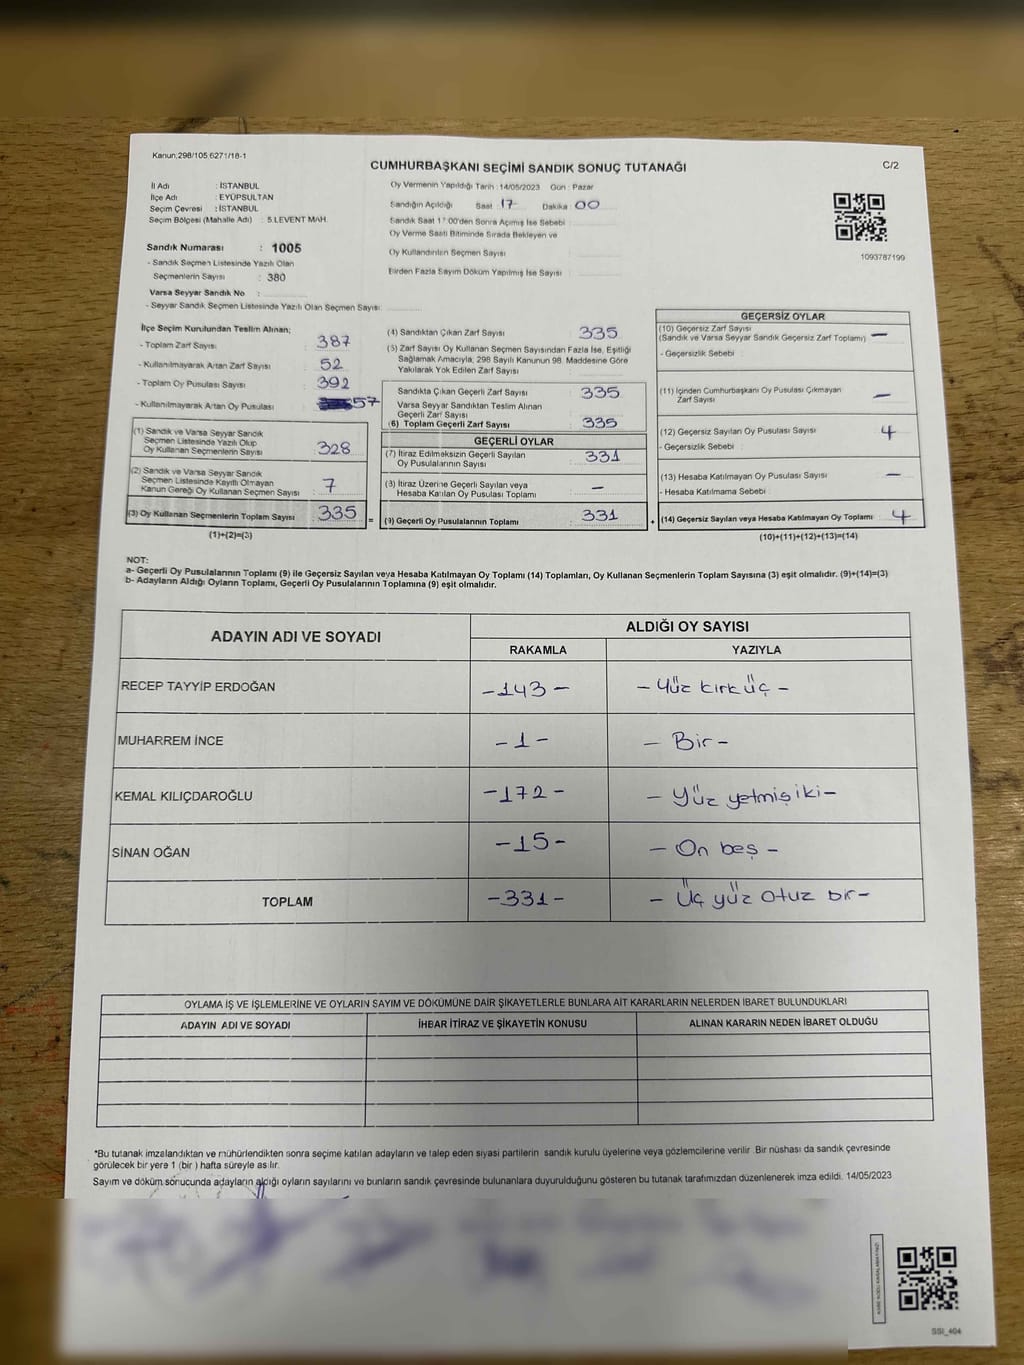 Kanun:298/105 6271/18-1
CUMHURBAŞKANI SEÇİMİ SANDIK SONUÇ TUTANAĞI
C/2
İl Adı : İSTANBUL
İlçe Adı : EYÜPSULTAN
Seçim Çevresi : İSTANBUL
Seçim Bölgesi (Mahalle Adı) : 5.LEVENT MAH.
Sandık Numarası : 1005
- Sandık Seçmen Listesinde Yazılı Olan
Seçmenlerin Sayısı : 380
Varsa Seyyar Sandık No :
- Seyyar Sandık Seçmen Listesinde Yazılı Olan Seçmen Sayısı:
Oy Vermenin Yapıldığı Tarih : 14/05/2023 Gün : Pazar
Sandığın Açıldığı Saat : 17 Dakika : 00
Sandık Saat 17:00'den Sonra Açılmış İse Sebebi :
Oy Verme Saati Bitiminde Sırada Bekleyen ve
Oy Kullandırılan Seçmen Sayısı :
Birden Fazla Sayım Döküm Yapılmış İse Sayısı :
1093787199
İlçe Seçim Kurulundan Teslim Alınan;
- Toplam Zarf Sayısı : 387
- Kullanılmayarak Artan Zarf Sayısı : 52
- Toplam Oy Pusulası Sayısı : 392
- Kullanılmayarak Artan Oy Pusulası : 57
(1) Sandık ve Varsa Seyyar Sandık
Seçmen Listesinde Yazılı Olup
Oy Kullanan Seçmenlerin Sayısı : 328
(2) Sandık ve Varsa Seyyar Sandık
Seçmen Listesinde Kayıtlı Olmayan
Kanun Gereği Oy Kullanan Seçmen Sayısı : 7
(3) Oy Kullanan Seçmenlerin Toplam Sayısı : 335
(1)+(2)=(3)
(4) Sandıktan Çıkan Zarf Sayısı : 335
(5) Zarf Sayısı Oy Kullanan Seçmen Sayısından Fazla İse, Eşitliği
Sağlamak Amacıyla, 298 Sayılı Kanunun 98. Maddesine Göre
Yakılarak Yok Edilen Zarf Sayısı :
Sandıkta Çıkan Geçerli Zarf Sayısı : 335
Varsa Seyyar Sandıktan Teslim Alınan
Geçerli Zarf Sayısı :
(6) Toplam Geçerli Zarf Sayısı : 335
GEÇERLİ OYLAR
(7) İtiraz Edilmeksizin Geçerli Sayılan
Oy Pusulalarının Sayısı : 331
(8) İtiraz Üzerine Geçerli Sayılan veya
Hesaba Katılan Oy Pusulası Toplamı : -
= (9) Geçerli Oy Pusulalarının Toplamı : 331
GEÇERSİZ OYLAR
(10) Geçersiz Zarf Sayısı : -
(Sandık ve Varsa Seyyar Sandık Geçersiz Zarf Toplamı)
- Geçersizlik Sebebi :
(11) İçinden Cumhurbaşkanı Oy Pusulası Çıkmayan
Zarf Sayısı : -
(12) Geçersiz Sayılan Oy Pusulası Sayısı : 4
- Geçersizlik Sebebi :
(13) Hesaba Katılmayan Oy Pusulası Sayısı : -
- Hesaba Katılmama Sebebi :
+ (14) Geçersiz Sayılan veya Hesaba Katılmayan Oy Toplamı : 4
(10)+(11)+(12)+(13)=(14)
NOT:
a- Geçerli Oy Pusulalarının Toplamı (9) ile Geçersiz Sayılan veya Hesaba Katılmayan Oy Toplamı (14) Toplamları, Oy Kullanan Seçmenlerin Toplam Sayısına (3) eşit olmalıdır. (9)+(14)=(3)
b- Adayların Aldığı Oyların Toplamı, Geçerli Oy Pusulalarının Toplamına (9) eşit olmalıdır.
ADAYIN ADI VE SOYADI
ALDIĞI OY SAYISI
RAKAMLA YAZIYLA
RECEP TAYYİP ERDOĞAN -143- -Yüz kırk üç-
MUHARREM İNCE -1- -Bir-
KEMAL KILIÇDAROĞLU -172- -Yüz yetmiş iki-
SİNAN OĞAN -15- -On beş-
TOPLAM -331- -Üç yüz otuz bir-
OYLAMA İŞ VE İŞLEMLERİNE VE OYLARIN SAYIM VE DÖKÜMÜNE DAİR ŞİKAYETLERLE BUNLARA AİT KARARLARIN NELERDEN İBARET BULUNDUKLARI
ADAYIN ADI VE SOYADI İHBAR İTİRAZ VE ŞİKAYETİN KONUSU ALINAN KARARIN NEDEN İBARET OLDUĞU
*Bu tutanak imzalandıktan ve mühürlendikten sonra seçime katılan adayların ve talep eden siyasi partilerin sandık kurulu üyelerine veya gözlemcilerine verilir. Bir nüshası da sandık çevresinde
görülecek bir yere 1 (bir) hafta süreyle asılır.
Sayım ve döküm sonucunda adayların aldığı oyların sayılarını ve bunların sandık çevresinde bulunanlara duyurulduğunu gösteren bu tutanak tarafımızdan düzenlenerek imza edildi. 14/05/2023
SSI_404